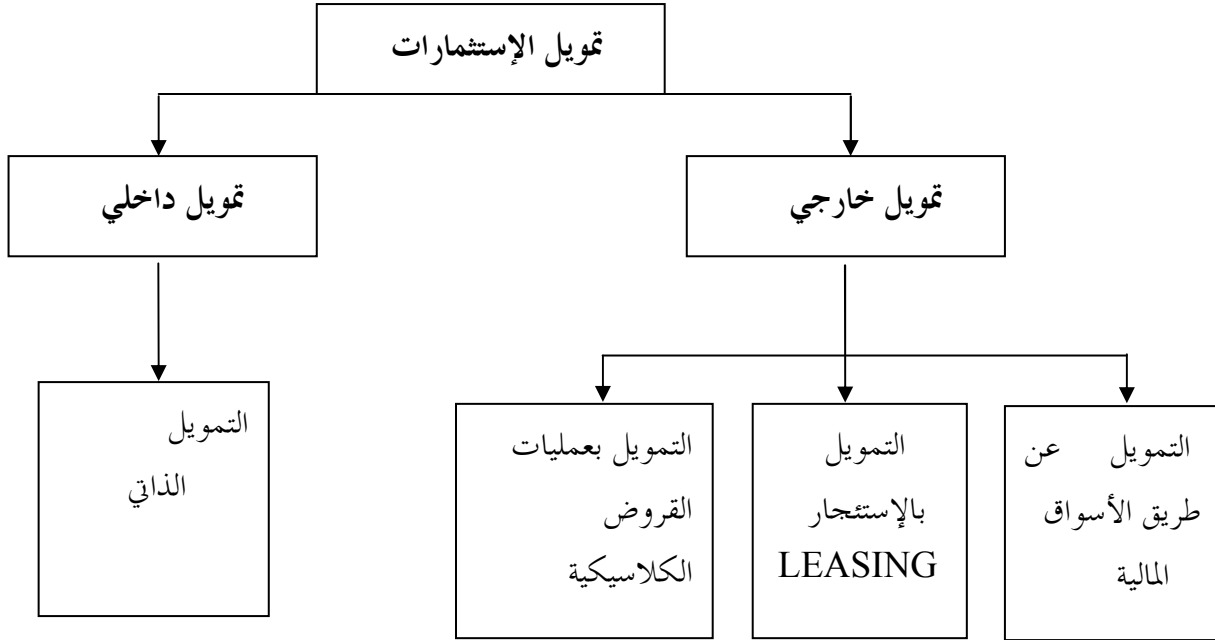 تمويل الإستثمارات
تمويل خارجي
تمويل داخلي
التمويل عن
طريق الأسواق
المالية
التمويل
بالإستئجار
LEASING
التمويل بعمليات
القروض
الكلاسيكية
التمويل
الذاتي